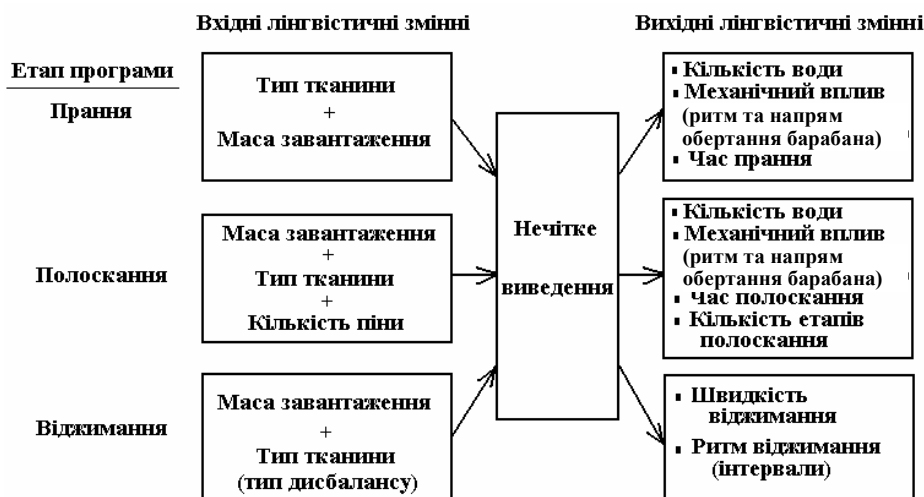 Вхідні лінгвістичні змінні
Вихідні лінгвістичні змінні
Етап програми
Прання
Тип тканини
+
Маса завантаження
▪ Кількість води
▪ Механічний вплив
(ритм та напрям
обертання барабана)
▪ Час прання
Полоскання
Маса завантаження
+
Тип тканини
+
Кількість піни
Нечітке
виведення
▪ Кількість води
▪ Механічний вплив
(ритм та напрям
обертання барабана)
▪ Час полоскання
▪ Кількість етапів
полоскання
Віджимання
Маса завантаження
+
Тип тканини
(тип дисбалансу)
▪ Швидкість
віджимання
▪ Ритм віджимання
(інтервали)